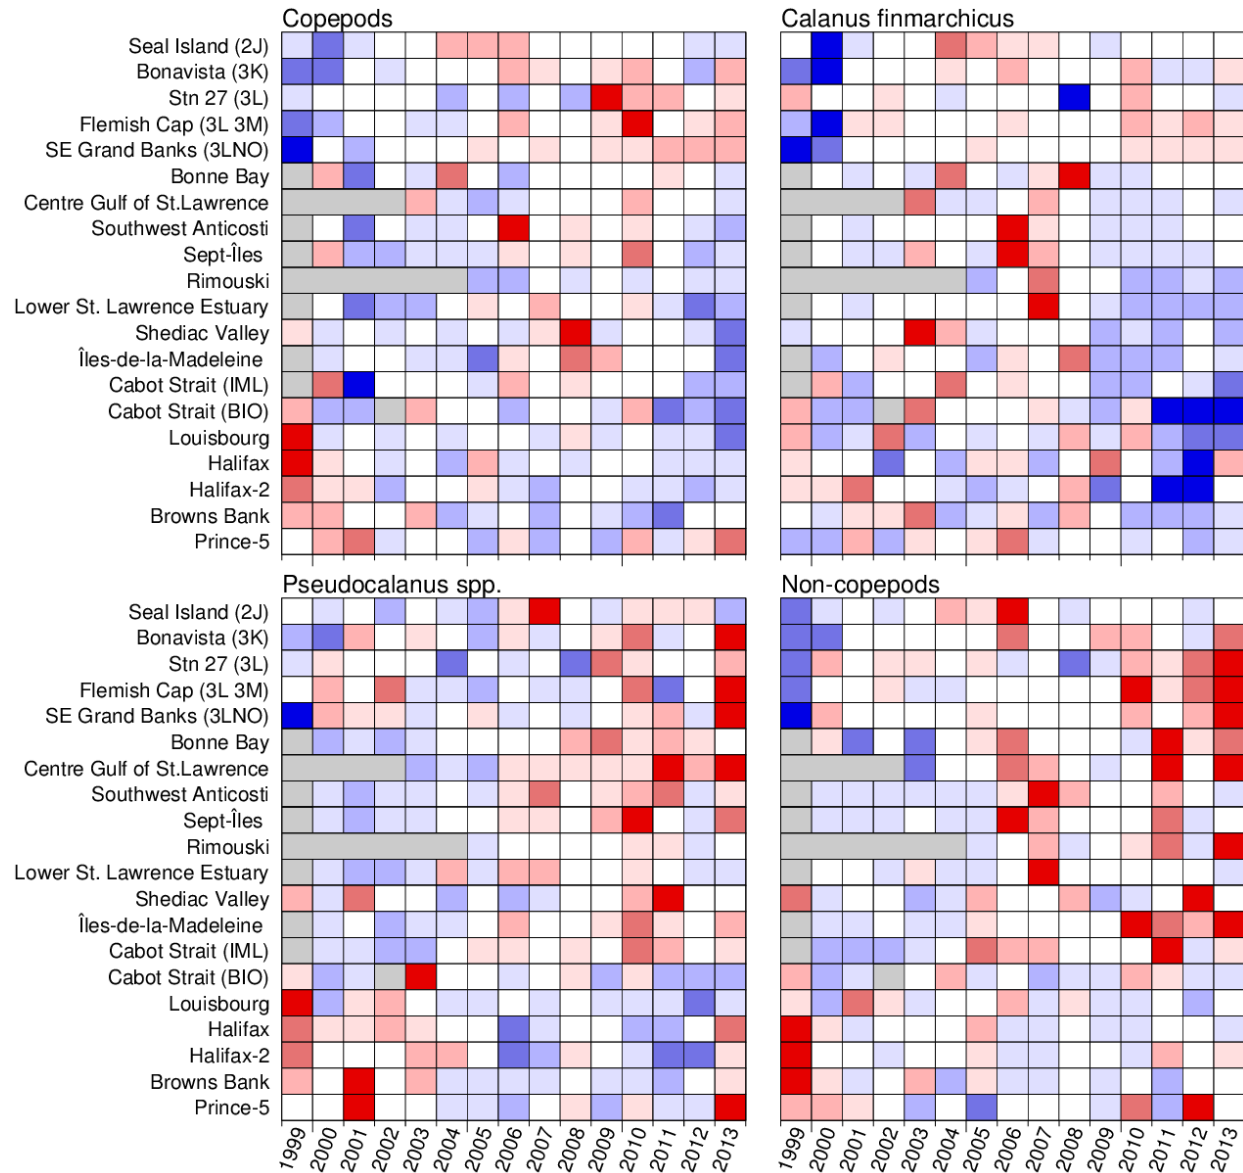 Copepods
Calanus finmarchicus
Seal Island (2J)
Bonavista (3K)
Stn 27 (3L)
Flemish Cap (3L 3M)
SE Grand Banks (3LNO)
Bonne Bay
Centre Gulf of St.Lawrence
Southwest Anticosti
Sept-Îles
Rimouski
Lower St. Lawrence Estuary
Shediac Valley
Îles-de-la-Madeleine
Cabot Strait (IML)
Cabot Strait (BIO)
Louisbourg
Halifax
Halifax-2
Browns Bank
Prince-5
Pseudocalanus spp.
Non-copepods
Seal Island (2J)
Bonavista (3K)
Stn 27 (3L)
Flemish Cap (3L 3M)
SE Grand Banks (3LNO)
Bonne Bay
Centre Gulf of St.Lawrence
Southwest Anticosti
Sept-Îles
Rimouski
Lower St. Lawrence Estuary
Shediac Valley
Îles-de-la-Madeleine
Cabot Strait (IML)
Cabot Strait (BIO)
Louisbourg
Halifax
Halifax-2
Browns Bank
Prince-5
1999 2000 2001 2002 2003 2004 2005 2006 2007 2008 2009 2010 2011 2012 2013
1999 2000 2001 2002 2003 2004 2005 2006 2007 2008 2009 2010 2011 2012 2013